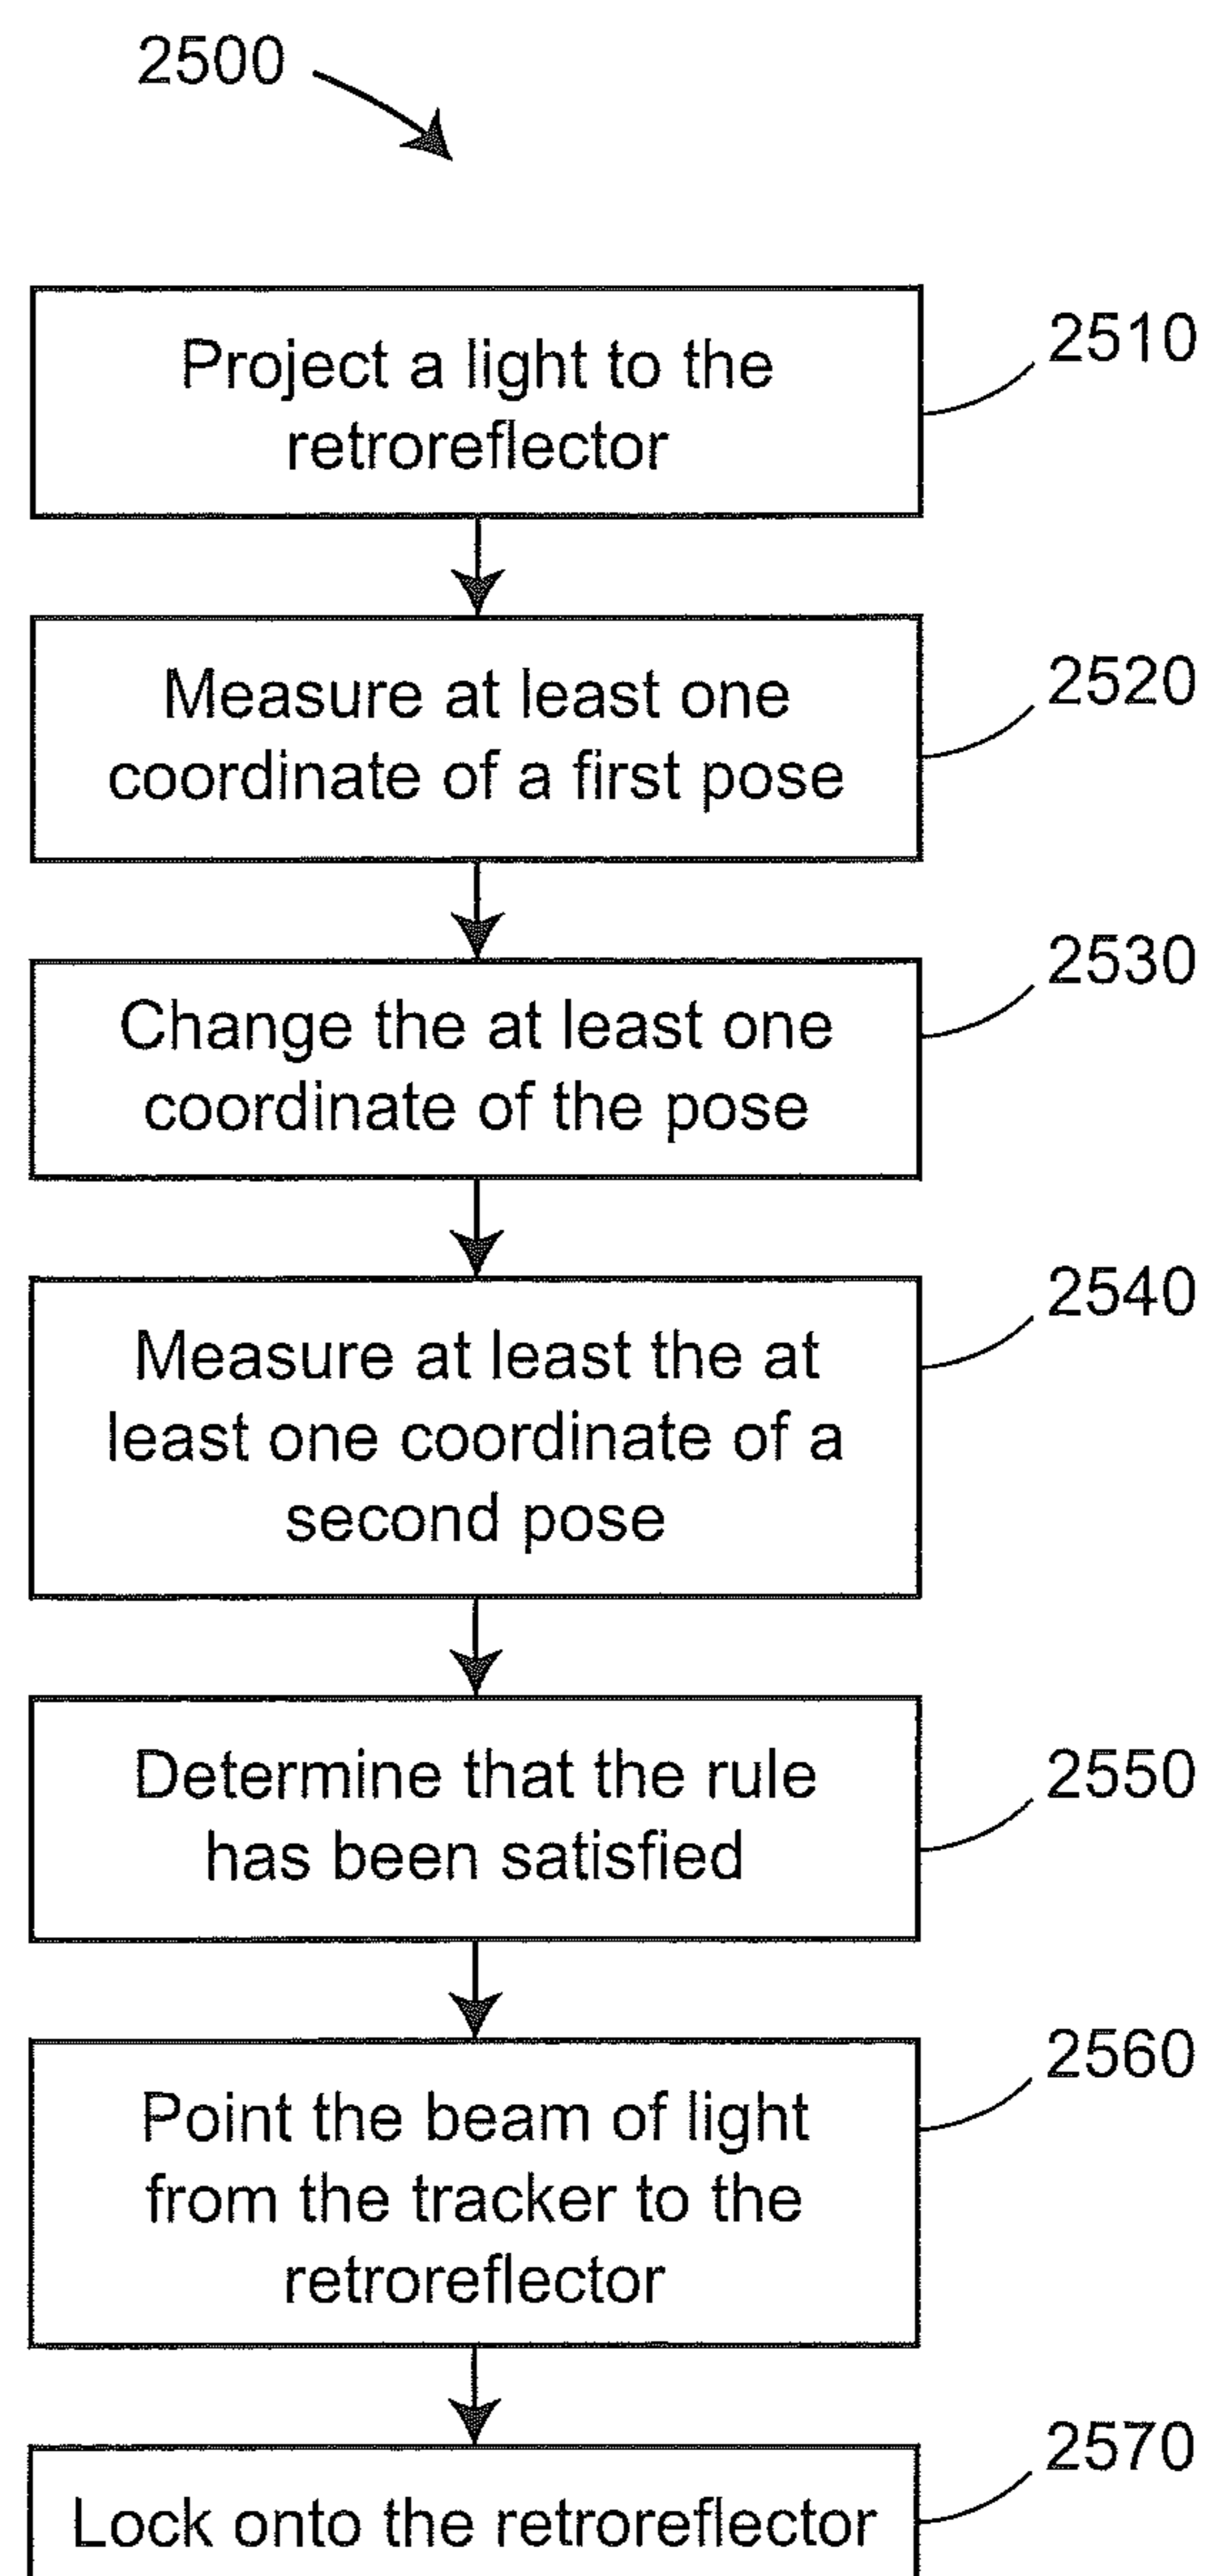 2500
Project a light to the
retroreflector
2510
Measure at least one
coordinate of a first pose
2520
Change the at least one
coordinate of the pose
2530
Measure at least the at
least one coordinate of a
second pose
2540
Determine that the rule
has been satisfied
2550
Point the beam of light
from the tracker to the
retroreflector
2560
Lock onto the retroreflector
2570